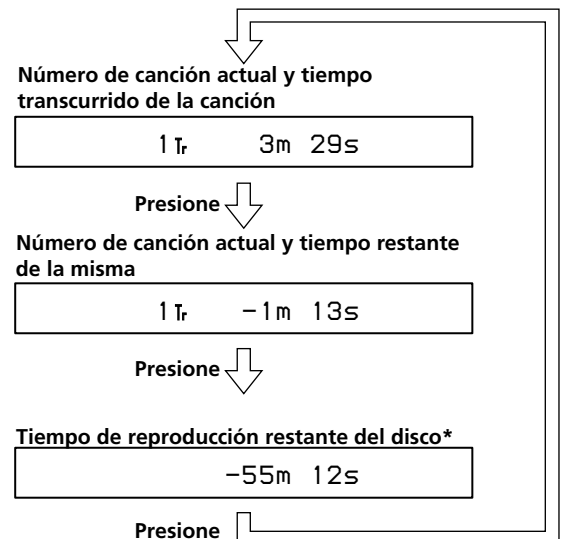 Número de canción actual y tiempo
transcurrido de la canción
1 Tr 3m 29s
Presione
Número de canción actual y tiempo restante
de la misma
1 Tr -1m 13s
Presione
Tiempo de reproducción restante del disco*
-55m 12s
Presione